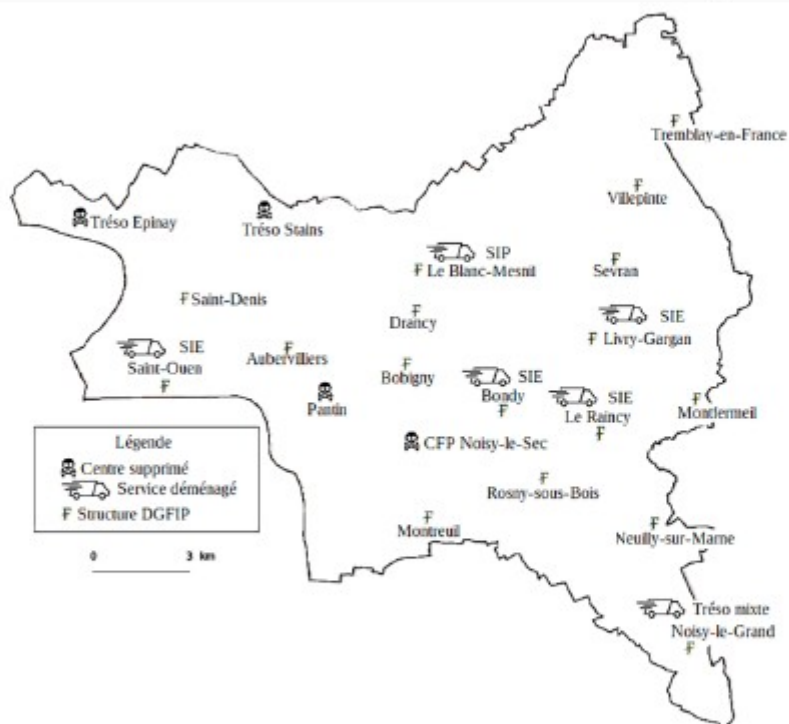 Tremblay-en-France
Villepinte
Tréso Epinay
Tréso Stains
SIP
Le Blanc-Mesnil
Sevran
Saint-Denis
Drancy
SIE
Livry-Gargan
SIE
Saint-Ouen
Aubervilliers
Bobigny
SIE
Bondy
SIE
Le Raincy
Pantin
Montfermeil
CFP Noisy-le-Sec
Légende
Centre supprimé
Service déménagé
₣ Structure DGFIP
Rosny-sous-Bois
Montreuil
Neuilly-sur-Marne
0 3 km
Tréso mixte
Noisy-le-Grand